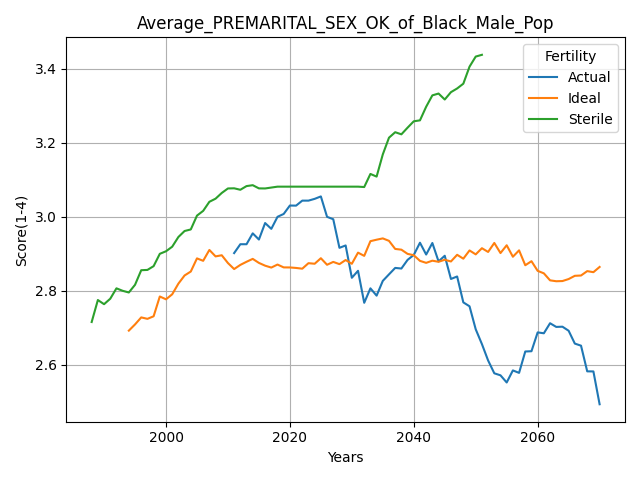 Average_PREMARITAL_SEX_OK_of_Black_Male_Pop
Fertility
Actual
Ideal
Sterile
3.4
3.2
3.0
2.8
2.6
Score(1-4)
2000
2020
2040
2060
Years